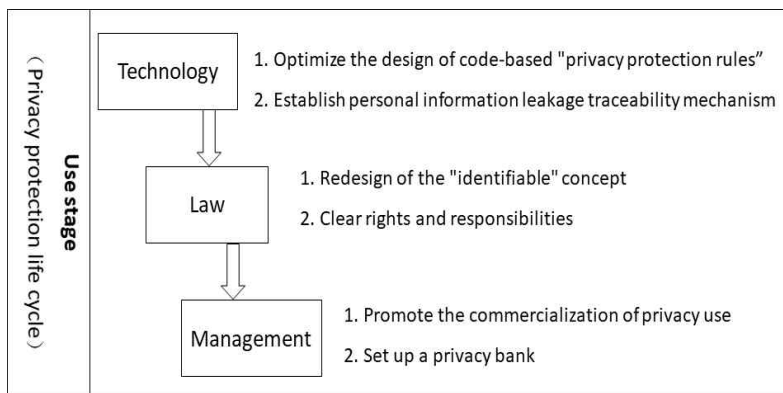 Use stage
（Privacy protection life cycle）
Technology
1. Optimize the design of code-based "privacy protection rules”
2. Establish personal information leakage traceability mechanism
Law
1. Redesign of the "identifiable" concept
2. Clear rights and responsibilities
Management
1. Promote the commercialization of privacy use
2. Set up a privacy bank